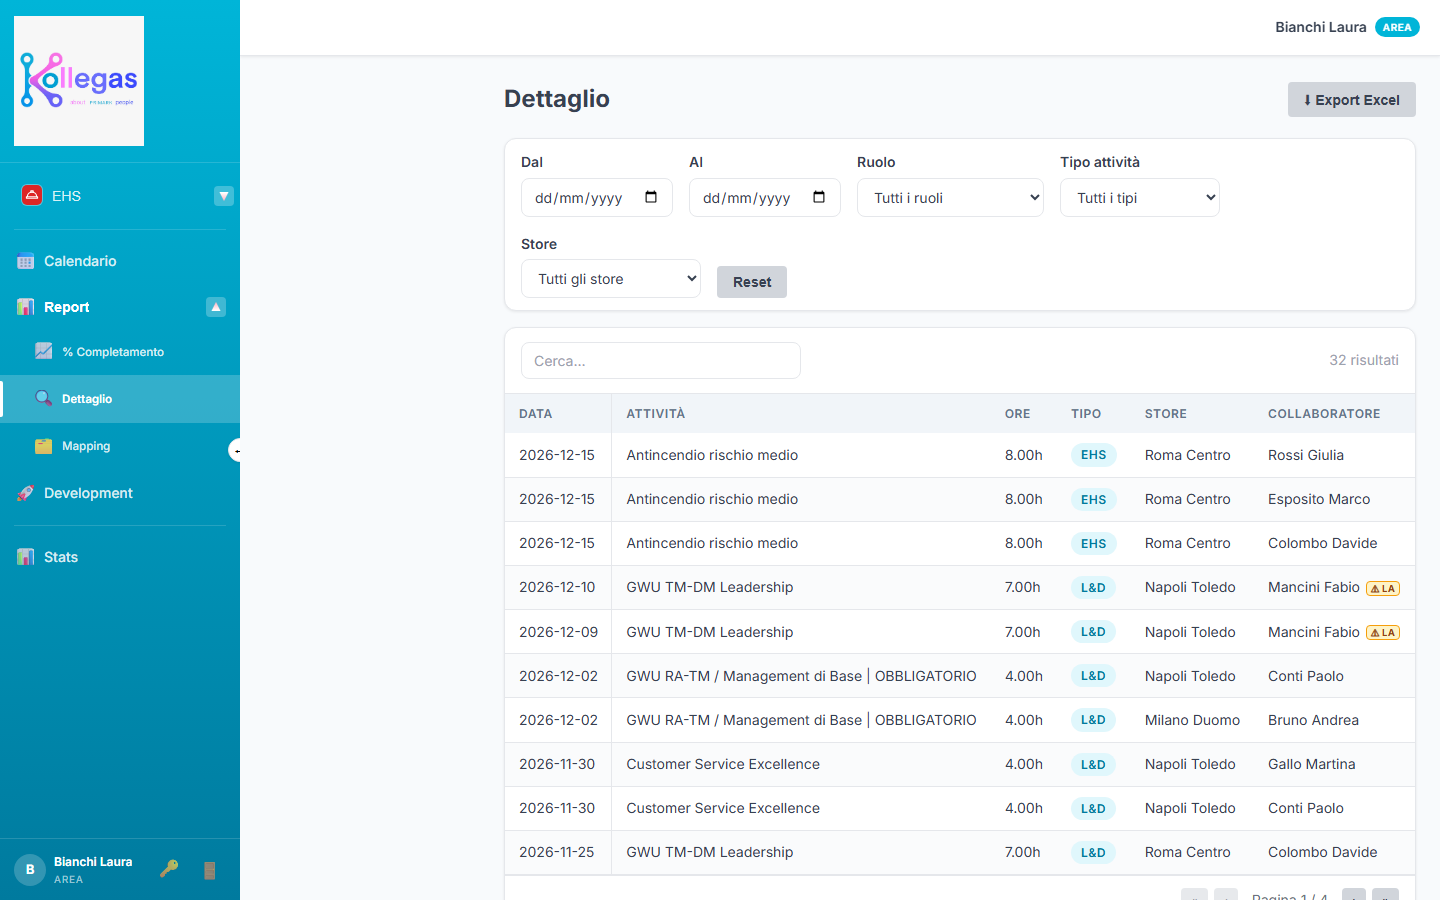 Kollegas
about PRIMARK people
EHS
Calendario
Report
% Completamento
Dettaglio
Mapping
Development
Stats
B
Bianchi Laura
AREA
Bianchi Laura AREA
Dettaglio
Export Excel
Dal Al Ruolo Tipo attività
dd/mm/yyyy dd/mm/yyyy Tutti i ruoli Tutti i tipi
Store
Tutti gli store Reset
Cerca... 32 risultati
DATA ATTIVITÀ ORE TIPO STORE COLLABORATORE
2026-12-15 Antincendio rischio medio 8.00h EHS Roma Centro Rossi Giulia
2026-12-15 Antincendio rischio medio 8.00h EHS Roma Centro Esposito Marco
2026-12-15 Antincendio rischio medio 8.00h EHS Roma Centro Colombo Davide
2026-12-10 GWU TM-DM Leadership 7.00h L&D Napoli Toledo Mancini Fabio ⚠ LA
2026-12-09 GWU TM-DM Leadership 7.00h L&D Napoli Toledo Mancini Fabio ⚠ LA
2026-12-02 GWU RA-TM / Management di Base | OBBLIGATORIO 4.00h L&D Napoli Toledo Conti Paolo
2026-12-02 GWU RA-TM / Management di Base | OBBLIGATORIO 4.00h L&D Milano Duomo Bruno Andrea
2026-11-30 Customer Service Excellence 4.00h L&D Napoli Toledo Gallo Martina
2026-11-30 Customer Service Excellence 4.00h L&D Napoli Toledo Conti Paolo
2026-11-25 GWU TM-DM Leadership 7.00h L&D Roma Centro Colombo Davide
Pagina 1 / 4